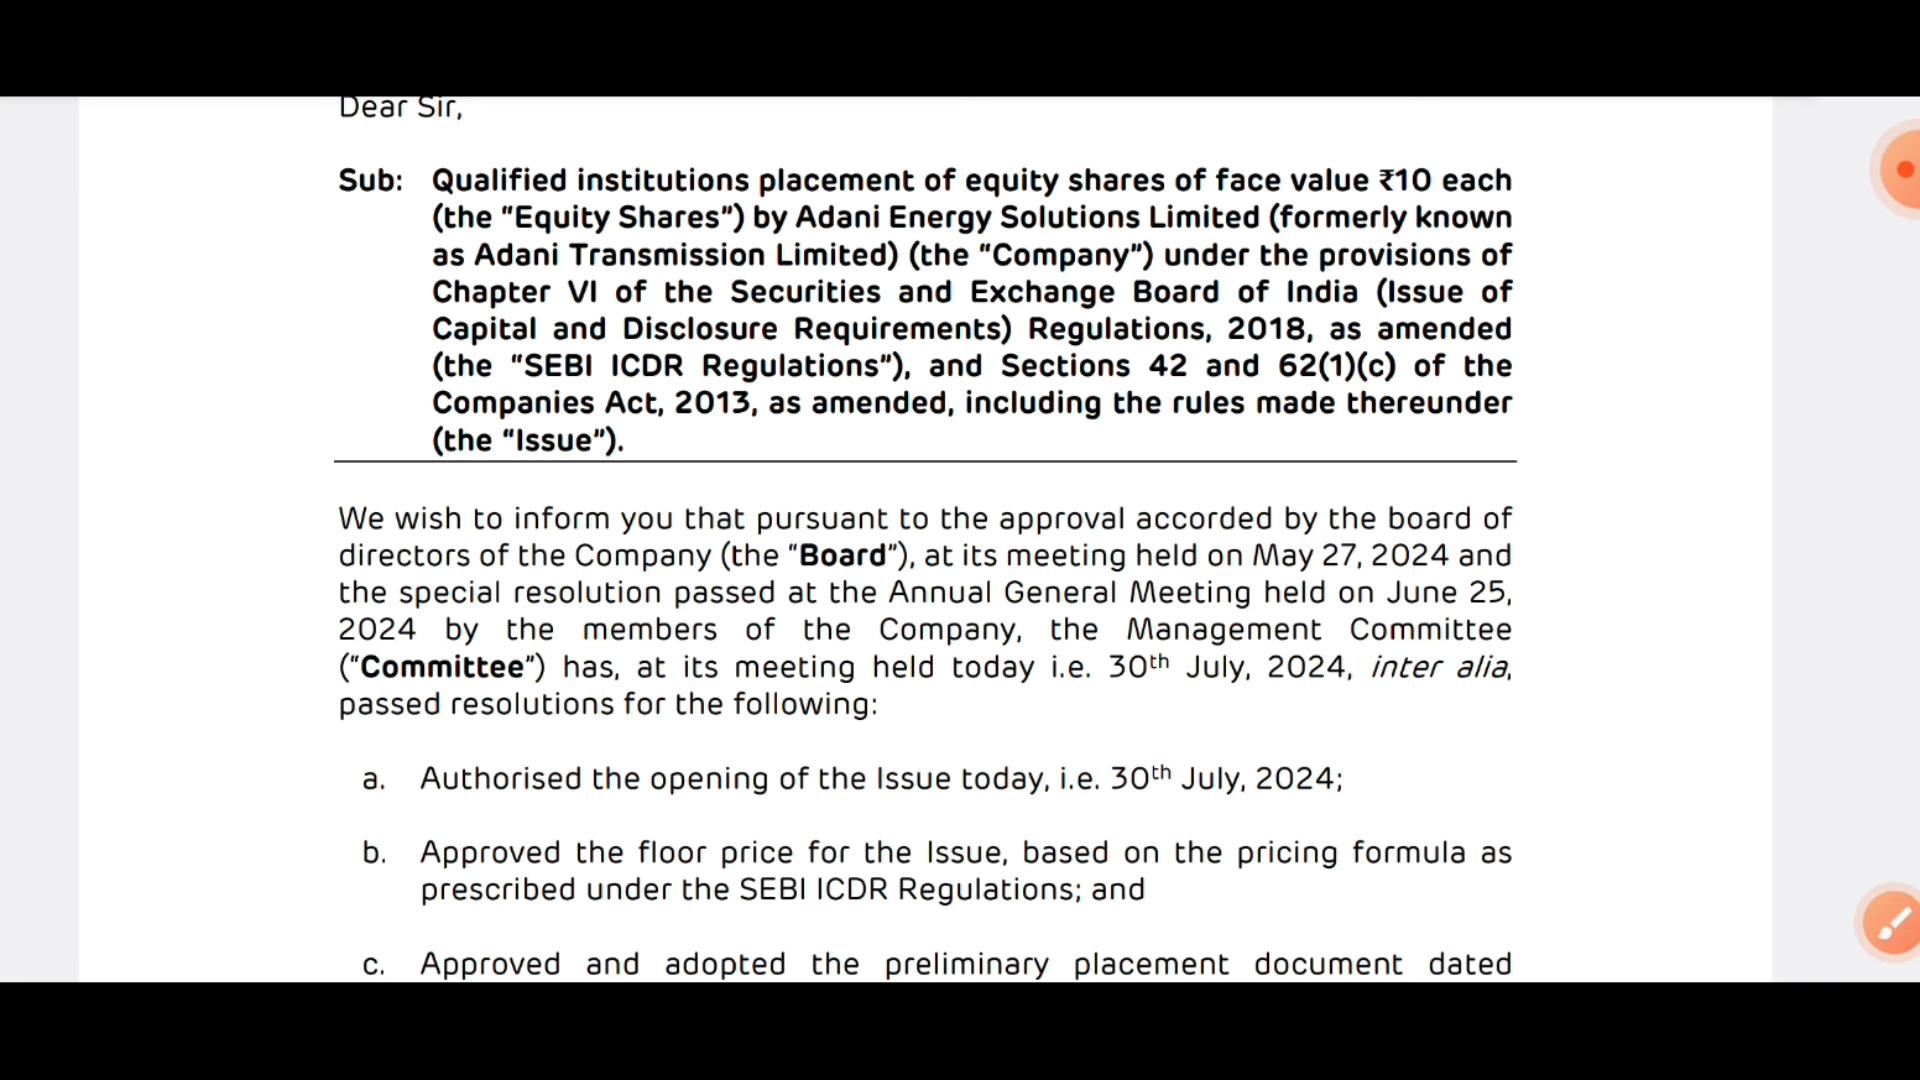 Dear Sir,
Sub: Qualified institutions placement of equity shares of face value ₹10 each
(the “Equity Shares”) by Adani Energy Solutions Limited (formerly known
as Adani Transmission Limited) (the “Company”) under the provisions of
Chapter VI of the Securities and Exchange Board of India (Issue of
Capital and Disclosure Requirements) Regulations, 2018, as amended
(the “SEBI ICDR Regulations”), and Sections 42 and 62(1)(c) of the
Companies Act, 2013, as amended, including the rules made thereunder
(the “Issue”).
We wish to inform you that pursuant to the approval accorded by the board of
directors of the Company (the “Board”), at its meeting held on May 27, 2024 and
the special resolution passed at the Annual General Meeting held on June 25,
2024 by the members of the Company, the Management Committee
(“Committee”) has, at its meeting held today i.e. 30th July, 2024, inter alia,
passed resolutions for the following:
a. Authorised the opening of the Issue today, i.e. 30th July, 2024;
b. Approved the floor price for the Issue, based on the pricing formula as
prescribed under the SEBI ICDR Regulations; and
c. Approved and adopted the preliminary placement document dated